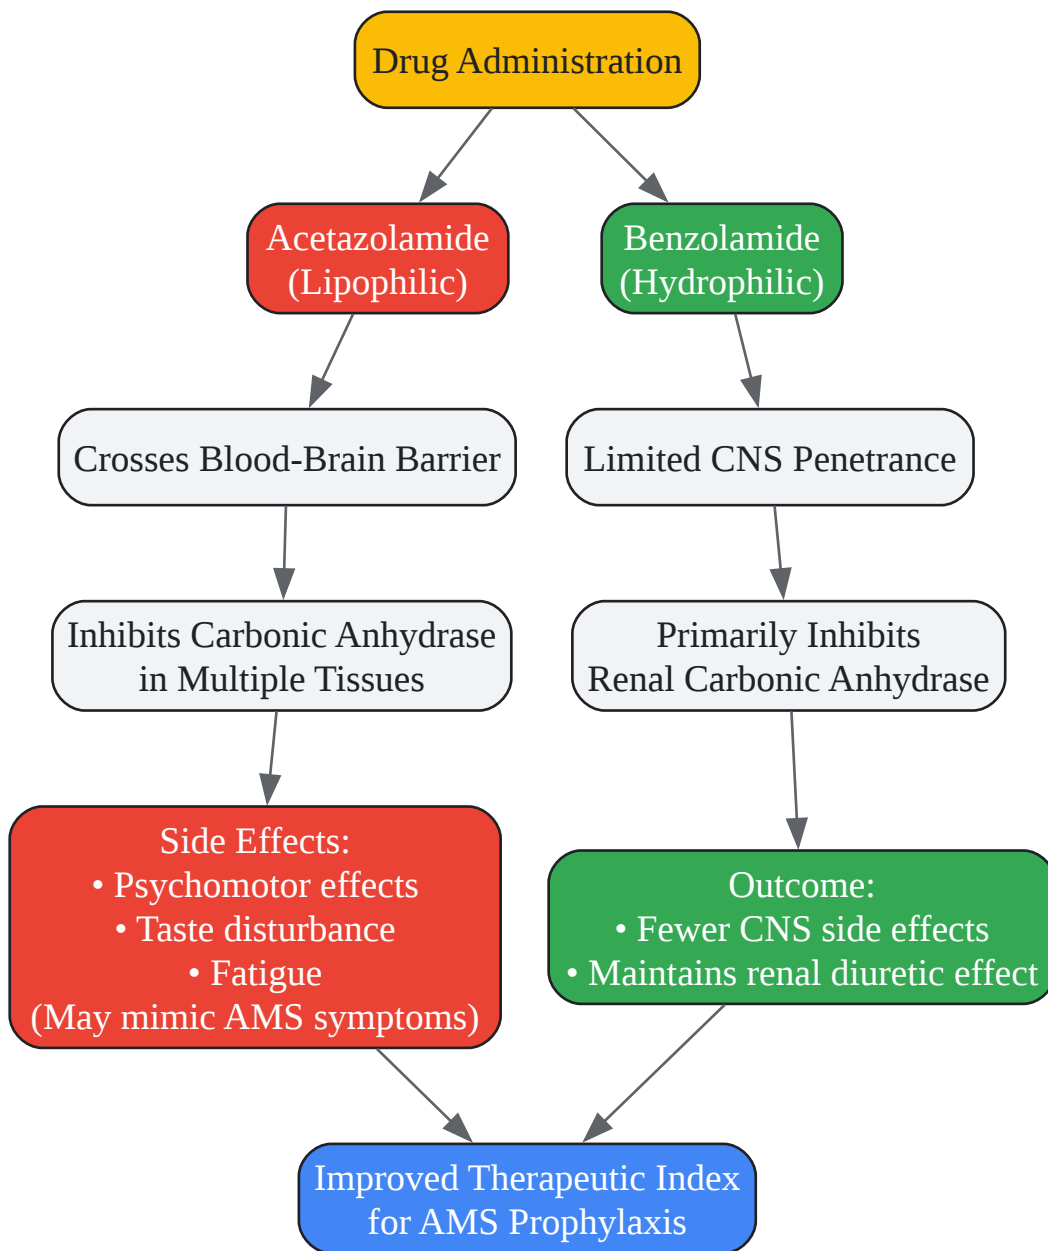 Drug Administration
Acetazolamide
(Lipophilic)
Benzolamide
(Hydrophilic)
Crosses Blood-Brain Barrier
Limited CNS Penetrance
Inhibits Carbonic Anhydrase
in Multiple Tissues
Primarily Inhibits
Renal Carbonic Anhydrase
Side Effects:
• Psychomotor effects
• Taste disturbance
• Fatigue
(May mimic AMS symptoms)
Outcome:
• Fewer CNS side effects
• Maintains renal diuretic effect
Improved Therapeutic Index
for AMS Prophylaxis